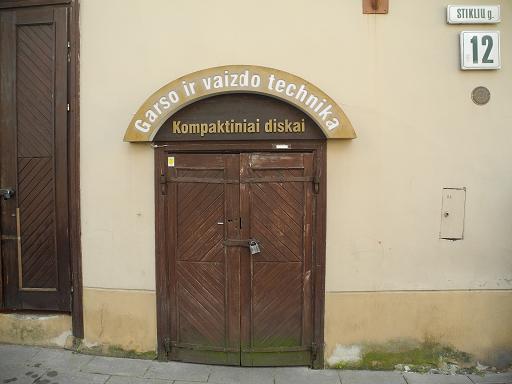 STIKLIŲ g.
12
Garso ir vaizdo technika
Kompaktiniai diskai